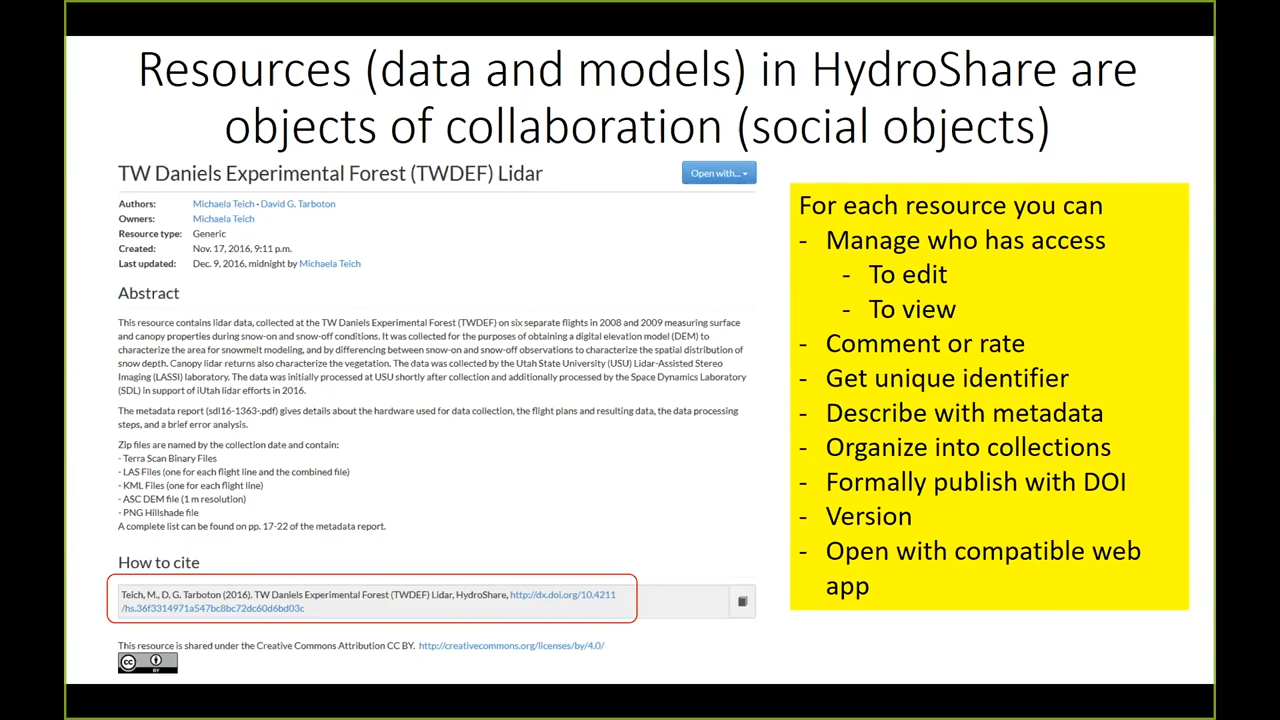 Resources (data and models) in HydroShare are
objects of collaboration (social objects)
TW Daniels Experimental Forest (TWDEF) Lidar
Open with...
Authors: Michaela Teich · David G. Tarboton
Owners: Michaela Teich
Resource type: Generic
Created: Nov. 17, 2016, 9:11 p.m.
Last updated: Dec. 9, 2016, midnight by Michaela Teich
Abstract
This resource contains lidar data, collected at the TW Daniels Experimental Forest (TWDEF) on six separate flights in 2008 and 2009 measuring surface
and canopy properties during snow-on and snow-off conditions. It was collected for the purposes of obtaining a digital elevation model (DEM) to
characterize the area for snowmelt modeling, and by differencing between snow-on and snow-off observations to characterize the spatial distribution of
snow depth. Canopy lidar returns also characterize the vegetation. The data was collected by the Utah State University (USU) Lidar-Assisted Stereo
Imaging (LASSI) laboratory. The data was initially processed at USU shortly after collection and additionally processed by the Space Dynamics Laboratory
(SDL) in support of iUtah lidar efforts in 2016.
The metadata report (sdl16-1363-.pdf) gives details about the hardware used for data collection, the flight plans and resulting data, the data processing
steps, and a brief error analysis.
Zip files are named by the collection date and contain:
- Terra Scan Binary Files
- LAS Files (one for each flight line and the combined file)
- KML Files (one for each flight line)
- ASC DEM file (1 m resolution)
- PNG Hillshade file
A complete list can be found on pp. 17-22 of the metadata report.
How to cite
Teich, M., D. G. Tarboton (2016). TW Daniels Experimental Forest (TWDEF) Lidar, HydroShare, http://dx.doi.org/10.4211
/hs.36f3314971a547bc8bc72dc60d6bd03c
This resource is shared under the Creative Commons Attribution CC BY. http://creativecommons.org/licenses/by/4.0/
cc
BY
For each resource you can
- Manage who has access
- To edit
- To view
- Comment or rate
- Get unique identifier
- Describe with metadata
- Organize into collections
- Formally publish with DOI
- Version
- Open with compatible web
app